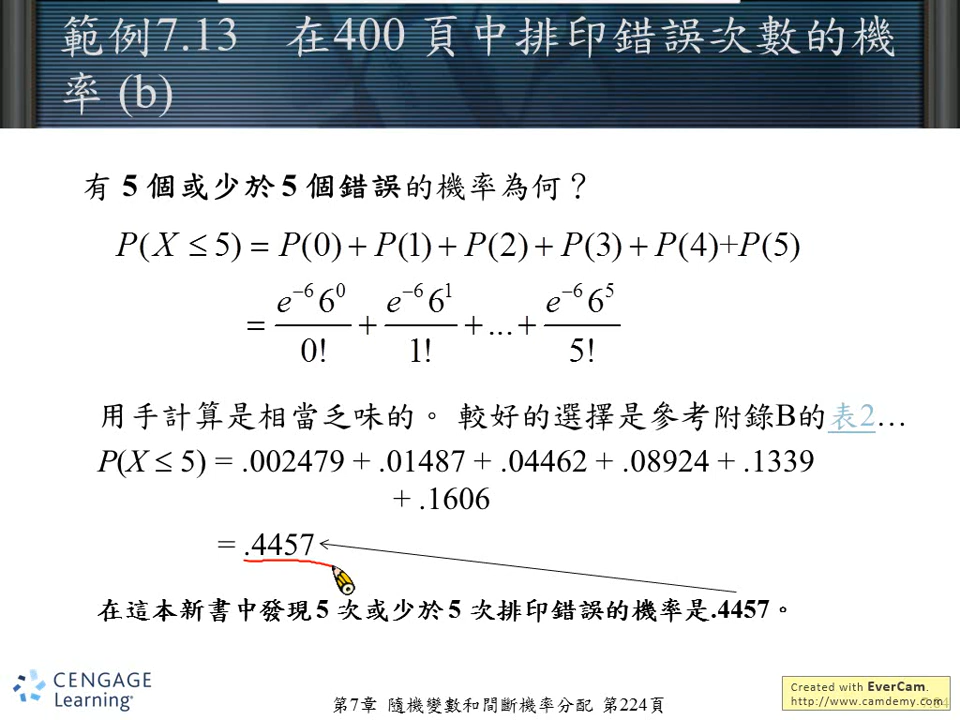 範例7.13 在400 頁中排印錯誤次數的機
率 (b)
有 5 個或少於 5 個錯誤的機率為何？
P(X ≤ 5) = P(0) + P(1) + P(2) + P(3) + P(4)+P(5)
= e⁻⁶6⁰/0! + e⁻⁶6¹/1! + ... + e⁻⁶6⁵/5!
用手計算是相當乏味的。 較好的選擇是參考附錄B的表2…
P(X ≤ 5) = .002479 + .01487 + .04462 + .08924 + .1339
+ .1606
= .4457
在這本新書中發現 5 次或少於 5 次排印錯誤的機率是.4457。
CENGAGE
Learning
第7章 隨機變數和間斷機率分配 第224頁
Created with EverCam.
http://www.camdemy.com